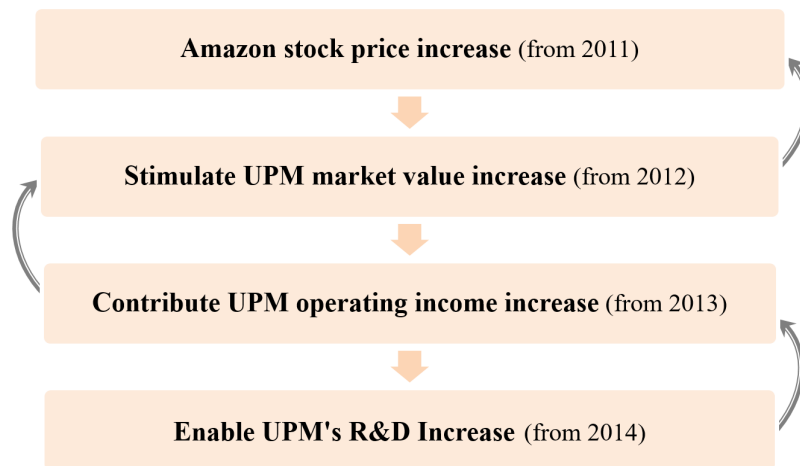 Amazon stock price increase (from 2011)
Stimulate UPM market value increase (from 2012)
Contribute UPM operating income increase (from 2013)
Enable UPM's R&D Increase (from 2014)